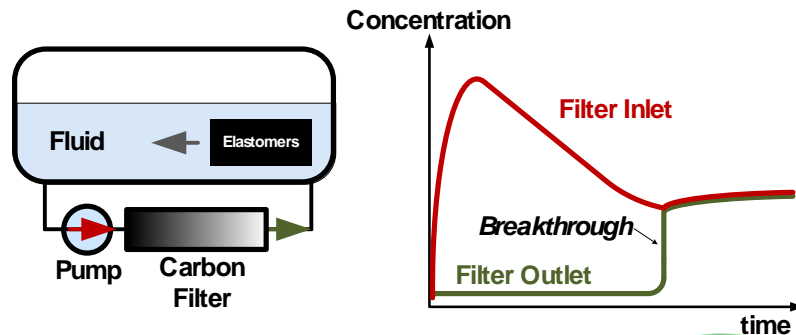 Concentration
Fluid
Elastomers
Pump
Carbon
Filter
Filter Inlet
Breakthrough
Filter Outlet
time